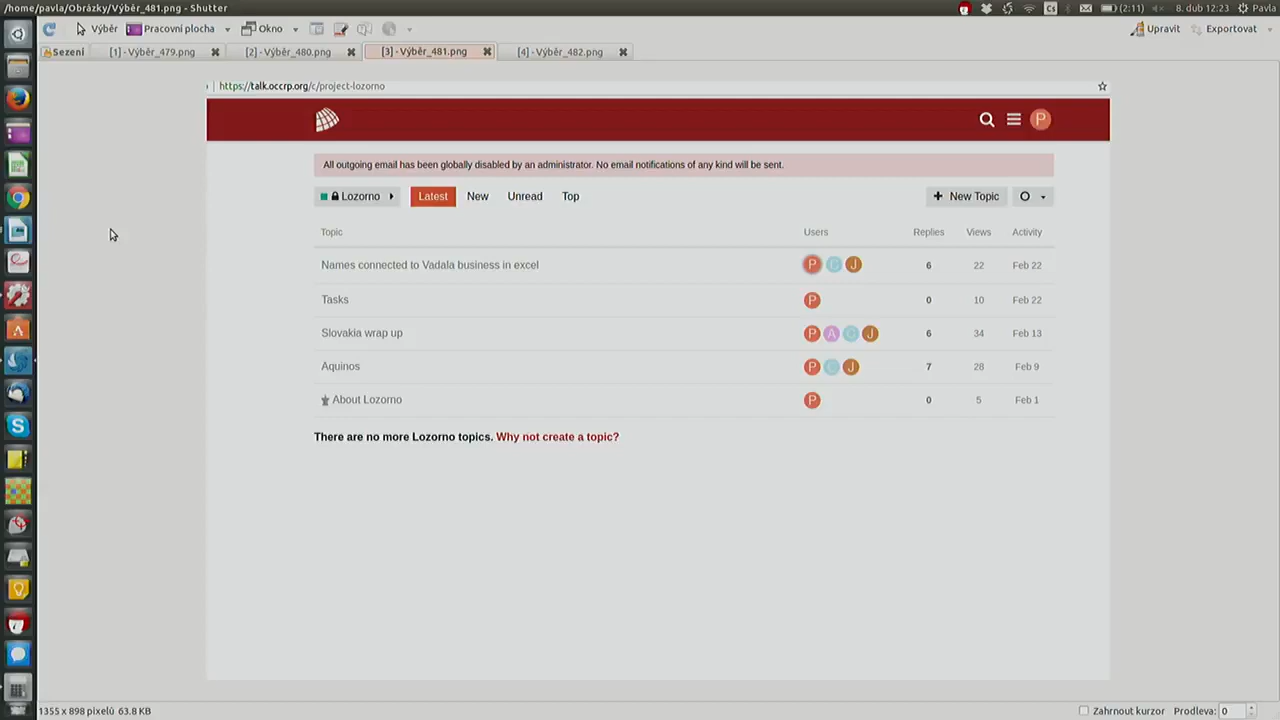 /home/pavla/Obrázky/Výběr_481.png - Shutter
Cs (2:11) 8. dub 12:23 Pavla
Výběr Pracovní plocha Okno Upravit Exportovat
Sezení [1] - Výběr_479.png [2] - Výběr_480.png [3] - Výběr_481.png [4] - Výběr_482.png
https://talk.occrp.org/c/project-lozorno
P
All outgoing email has been globally disabled by an administrator. No email notifications of any kind will be sent.
Lozorno Latest New Unread Top + New Topic
Topic Users Replies Views Activity
Names connected to Vadala business in excel P C J 6 22 Feb 22
Tasks P 0 10 Feb 22
Slovakia wrap up P A C J 6 34 Feb 13
Aquinos P C J 7 28 Feb 9
About Lozorno P 0 5 Feb 1
There are no more Lozorno topics. Why not create a topic?
1355 x 898 pixelů 63.8 KB Zahrnout kurzor Prodleva: 0